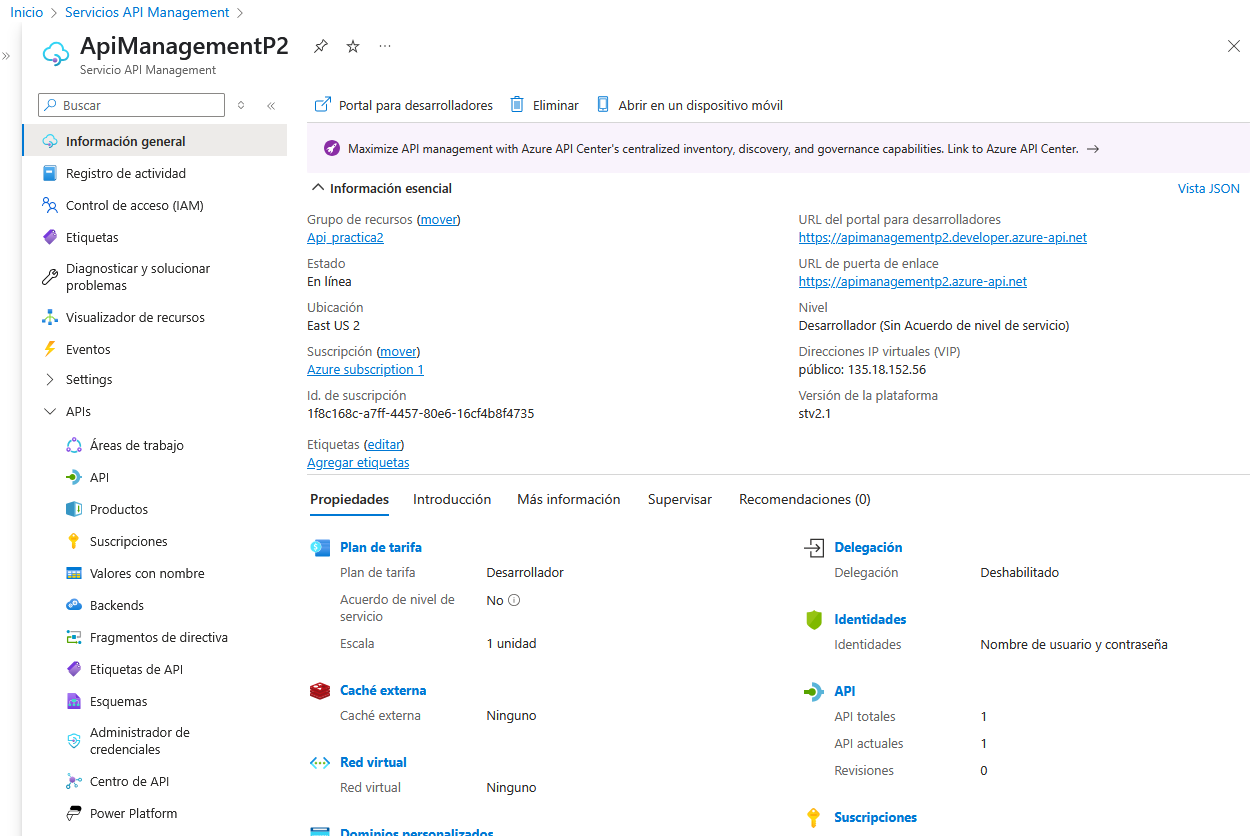 Inicio > Servicios API Management >
ApiManagementP2
Servicio API Management
Buscar
Información general
Registro de actividad
Control de acceso (IAM)
Etiquetas
Diagnosticar y solucionar
problemas
Visualizador de recursos
Eventos
Settings
APIs
Áreas de trabajo
API
Productos
Suscripciones
Valores con nombre
Backends
Fragmentos de directiva
Etiquetas de API
Esquemas
Administrador de
credenciales
Centro de API
Power Platform
Portal para desarrolladores Eliminar Abrir en un dispositivo móvil
Maximize API management with Azure API Center's centralized inventory, discovery, and governance capabilities. Link to Azure API Center. →
Información esencial
Vista JSON
Grupo de recursos (mover)
Api_practica2
Estado
En línea
Ubicación
East US 2
Suscripción (mover)
Azure subscription 1
Id. de suscripción
1f8c168c-a7ff-4457-80e6-16cf4b8f4735
Etiquetas (editar)
Agregar etiquetas
URL del portal para desarrolladores
https://apimanagementp2.developer.azure-api.net
URL de puerta de enlace
https://apimanagementp2.azure-api.net
Nivel
Desarrollador (Sin Acuerdo de nivel de servicio)
Direcciones IP virtuales (VIP)
público: 135.18.152.56
Versión de la plataforma
stv2.1
Propiedades Introducción Más información Supervisar Recomendaciones (0)
Plan de tarifa
Plan de tarifa Desarrollador
Acuerdo de nivel de
servicio No
Escala 1 unidad
Caché externa
Caché externa Ninguno
Red virtual
Red virtual Ninguno
Dominios personalizados
Delegación
Delegación Deshabilitado
Identidades
Identidades Nombre de usuario y contraseña
API
API totales 1
API actuales 1
Revisiones 0
Suscripciones